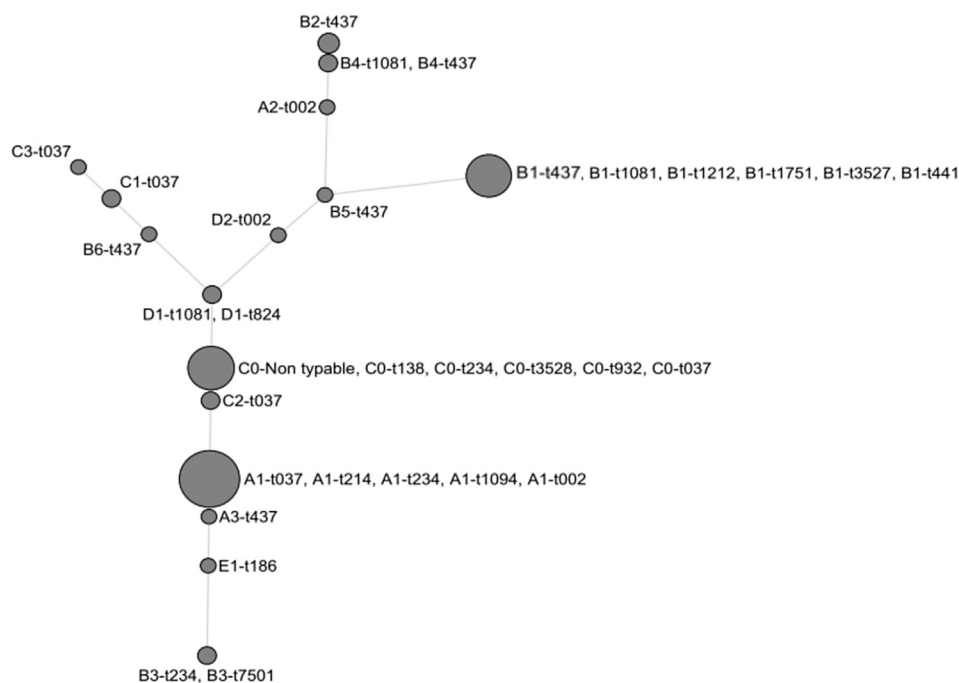 B2-t437
B4-t1081, B4-t437
A2-t002
C3-t037
B1-t437, B1-t1081, B1-t1212, B1-t1751, B1-t3527, B1-t441
C1-t037
B5-t437
D2-t002
B6-t437
D1-t1081, D1-t824
C0-Non typable, C0-t138, C0-t234, C0-t3528, C0-t932, C0-t037
C2-t037
A1-t037, A1-t214, A1-t234, A1-t1094, A1-t002
A3-t437
E1-t186
B3-t234, B3-t7501